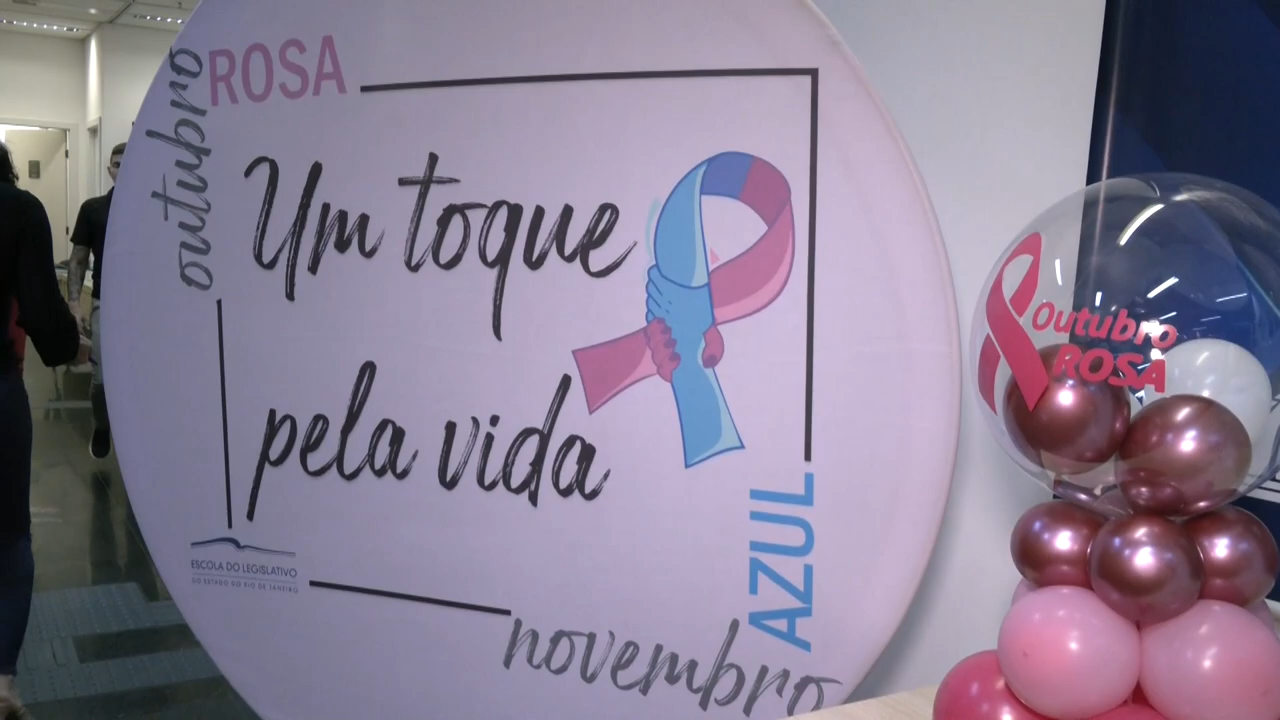 outubro
ROSA
Um toque
pela vida
ESCOLA DO LEGISLATIVO
DO ESTADO DO RIO DE JANEIRO
novembro
AZUL
Outubro
ROSA